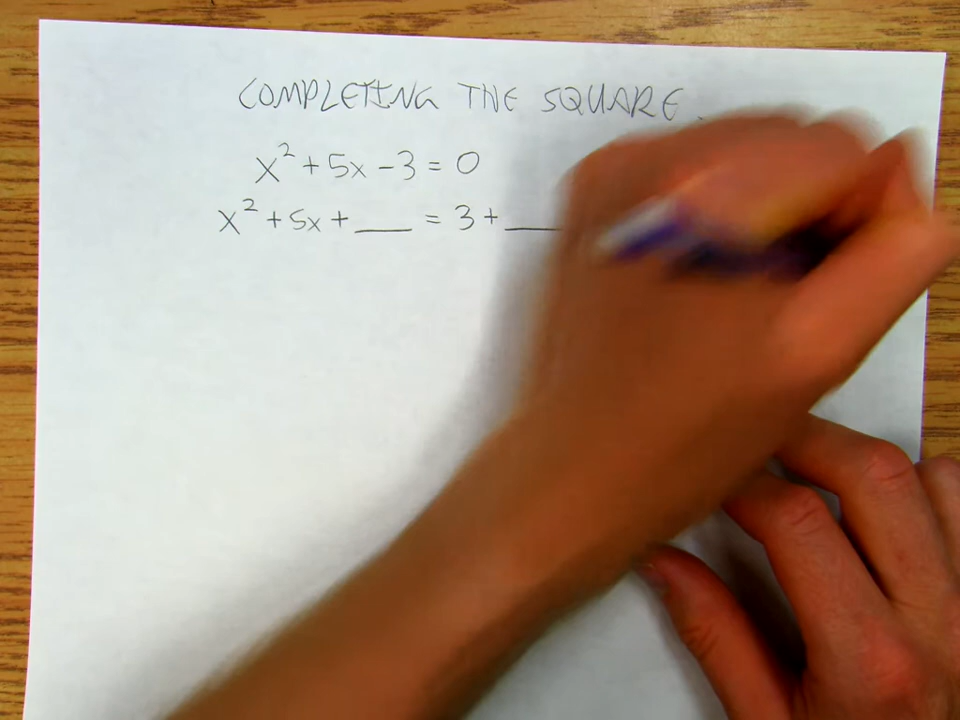 COMPLETING THE SQUARE
x² + 5x - 3 = 0
x² + 5x + ___ = 3 + ___